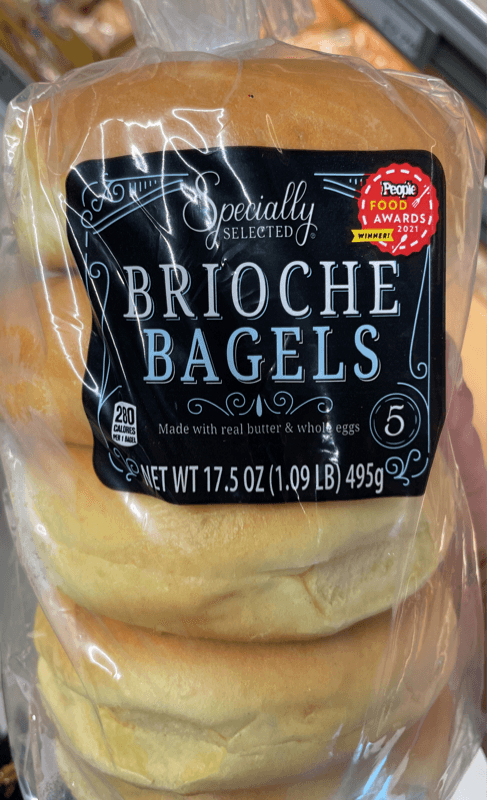 Specially
SELECTED
People
FOOD
AWARDS
2021
WINNER!
BRIOCHE
BAGELS
280
CALORIES
PER 1 BAGEL
Made with real butter & whole eggs
5
NET WT 17.5 OZ (1.09 LB) 495g